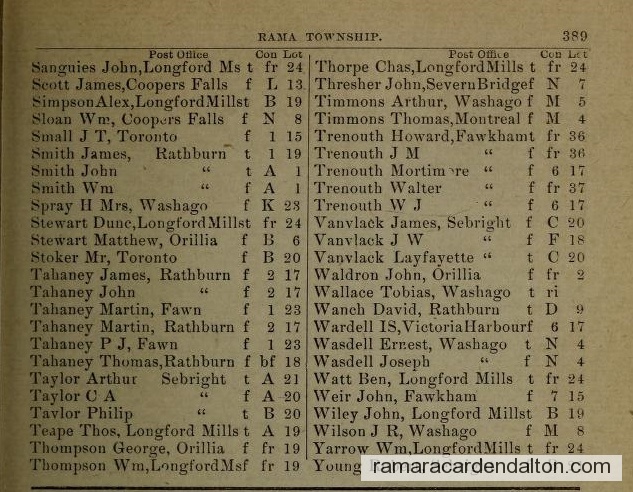 RAMA TOWNSHIP. 389
Post Office Con Lot
Sanguies John,Longford Ms t fr 24
Scott James,Coopers Falls f L 13
SimpsonAlex,LongfordMillst B 19
Sloan Wm, Coopers Falls f N 8
Small J T, Toronto f 1 15
Smith James, Rathburn t 1 19
Smith John “ t A 1
Smith Wm “ f A 1
Spray H Mrs, Washago f K 23
Stewart Dunc,LongfordMillst fr 24
Stewart Matthew, Orillia f B 6
Stoker Mr, Toronto f B 20
Tahaney James, Rathburn f 2 17
Tahaney John “ f 2 17
Tahaney Martin, Fawn f 1 23
Tahaney Martin, Rathburn f 2 17
Tahaney P J, Fawn f 1 23
Tahaney Thomas,Rathburn f bf 18
Taylor Arthur Sebright t A 21
Taylor C A “ f A 20
Taylor Philip “ t B 20
Teape Thos, Longford Mills t A 19
Thompson George, Orillia f fr 19
Thompson Wm,LongfordMsf fr 19
Post Office Con Lot
Thorpe Chas,LongfordMills t fr 24
Thresher John,SevernBridgef N 7
Timmons Arthur, Washago f M 5
Timmons Thomas,Montreal f M 4
Trenouth Howard,Fawkhamt fr 36
Trenouth J M “ f fr 36
Trenouth Mortimore “ f 6 17
Trenouth Walter “ f fr 37
Trenouth W J “ f 6 17
Vanvlack James, Sebright f C 20
Vanvlack J W “ f F 18
Vanvlack Layfayette “ t C 20
Waldron John, Orillia f fr 2
Wallace Tobias, Washago t ri
Wanch David, Rathburn t D 9
Wardell IS,VictoriaHarbourf 6 17
Wasdell Ernest, Washago t N 4
Wasdell Joseph “ f N 4
Watt Ben, Longford Mills t fr 24
Weir John, Fawkham f 7 15
Wiley John, Longford Millst B 19
Wilson J R, Washago f M 8
Yarrow Wm,LongfordMills t fr 24
Young
ramaracardendalton.com